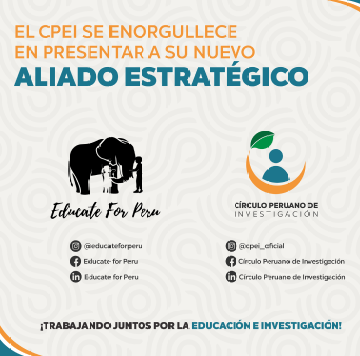 EL CPEI SE ENORGULLECE
EN PRESENTAR A SU NUEVO
ALIADO ESTRATÉGICO
Educate For Peru
CÍRCULO PERUANO DE
INVESTIGACIÓN
@educateforperu
Educate for Peru
Educate for Peru
@cpei_oficial
Círculo Peruano de Investigación
Círculo Peruano de Investigación
¡TRABAJANDO JUNTOS POR LA EDUCACIÓN E INVESTIGACIÓN!